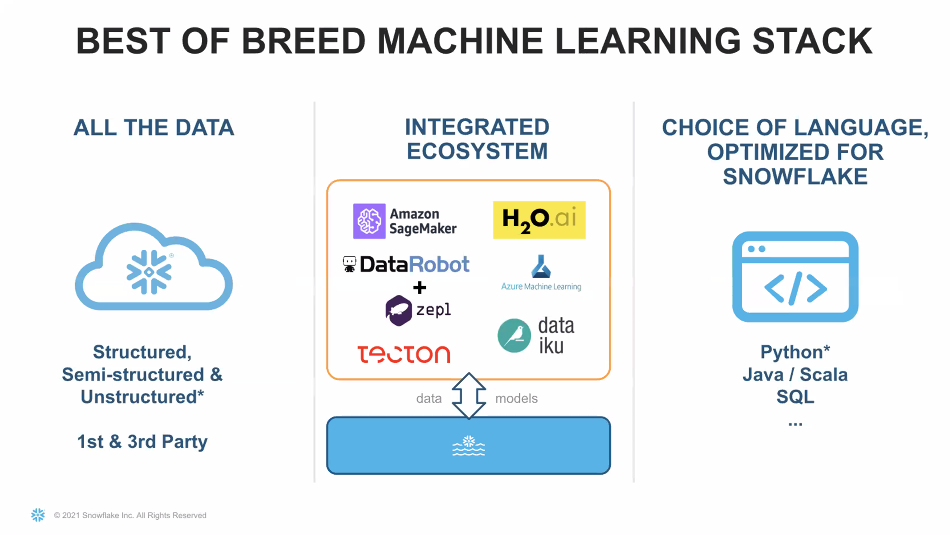 BEST OF BREED MACHINE LEARNING STACK
ALL THE DATA
®
Structured,
Semi-structured &
Unstructured*
1st & 3rd Party
INTEGRATED
ECOSYSTEM
Amazon
SageMaker
H2O.ai
DataRobot
+
zepl
Azure Machine Learning
tecton
data
iku
data
models
CHOICE OF LANGUAGE,
OPTIMIZED FOR
SNOWFLAKE
</>
Python*
Java / Scala
SQL
...
© 2021 Snowflake Inc. All Rights Reserved